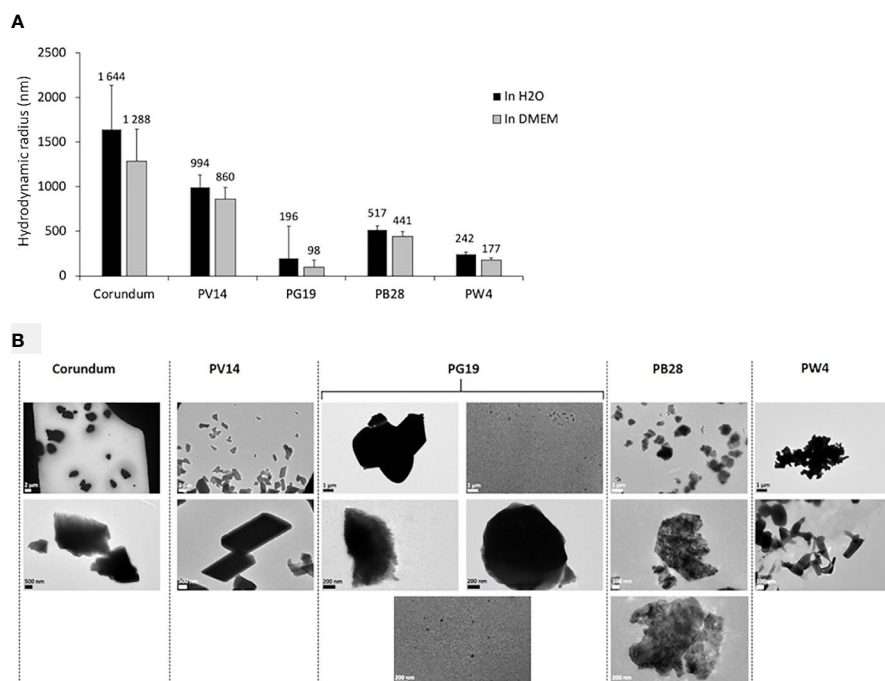 A
Hydrodynamic radius (nm)
2500
2000
1500
1000
500
0
1 644
1 288
994
860
196
98
517
441
242
177
In H2O
In DMEM
Corundum PV14 PG19 PB28 PW4
B
Corundum PV14 PG19 PB28 PW4
2 µm
1 µm
1 µm
1 µm
500 nm
200 nm
200 nm
200 nm
200 nm